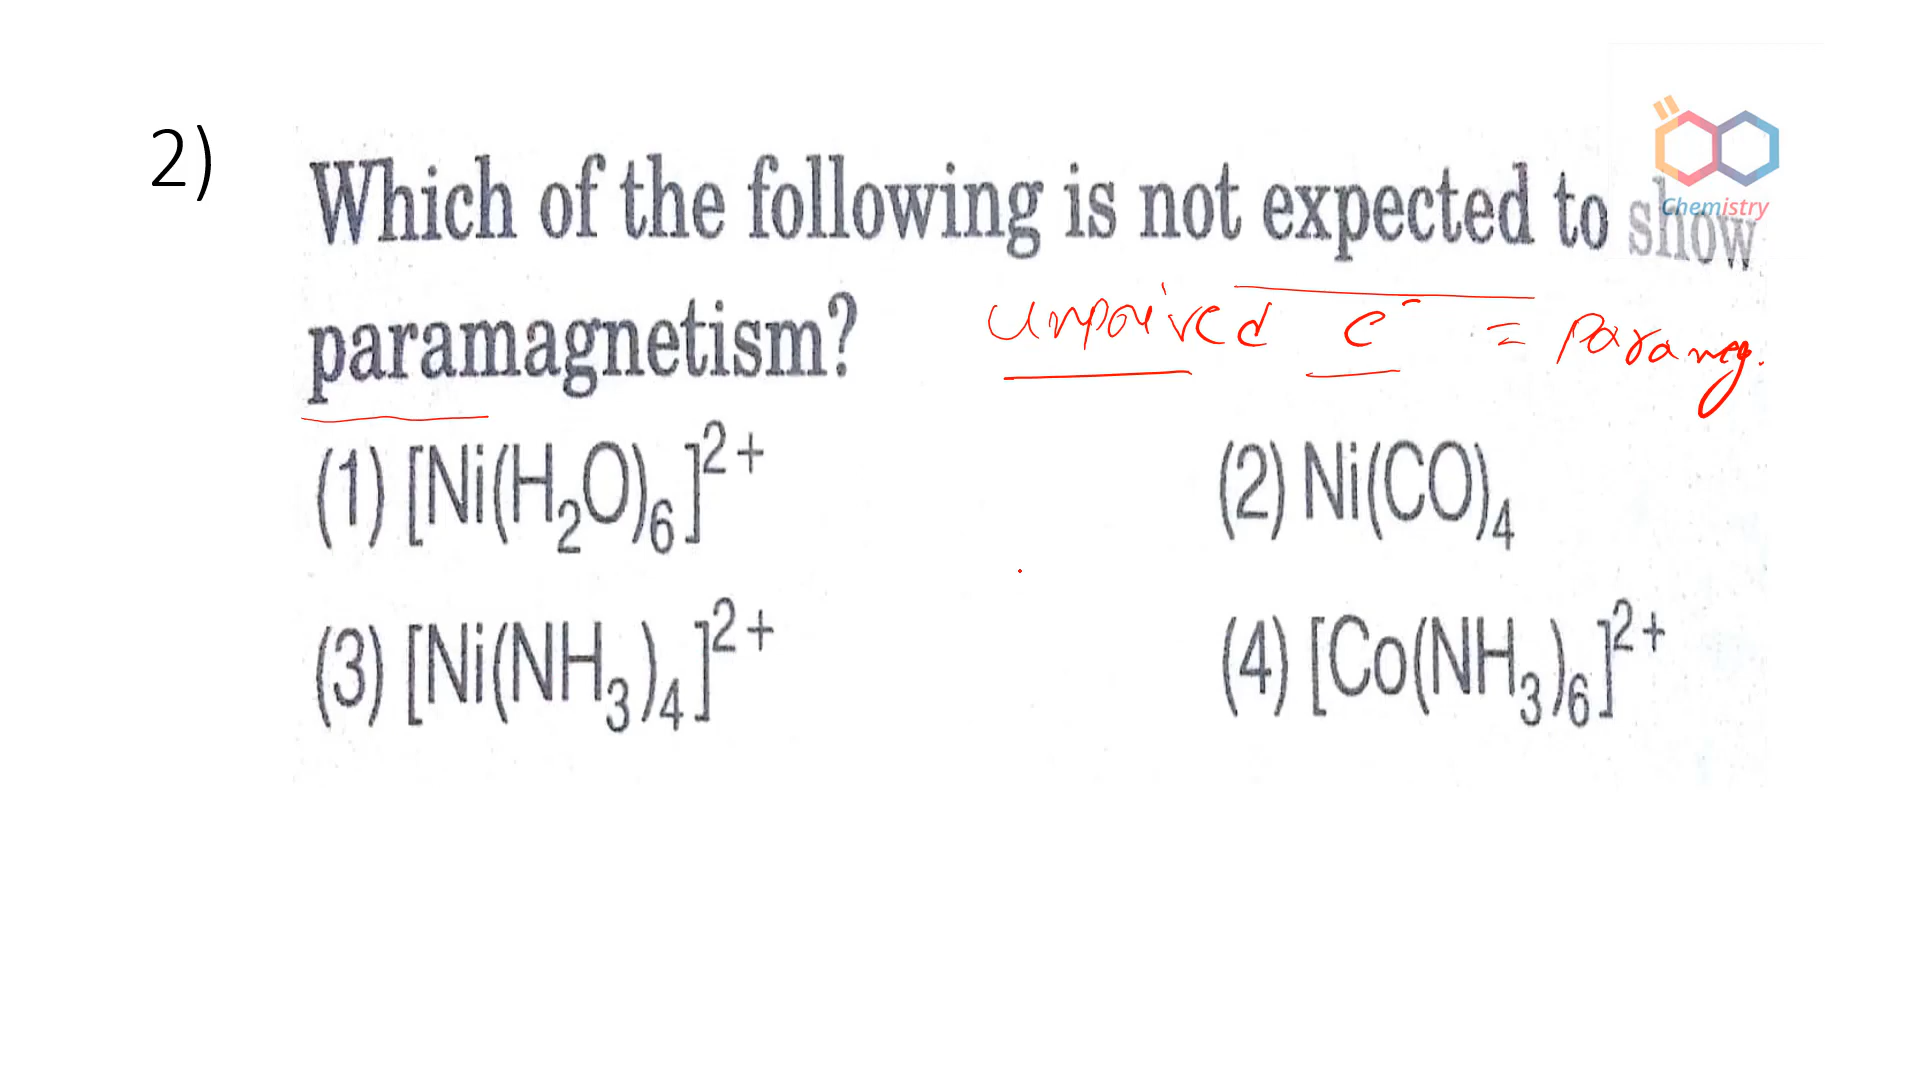 2)
Which of the following is not expected to show
paramagnetism?
Unpaired e⁻ = Paramag.
(1) [Ni(H₂O)₆]²⁺
(2) Ni(CO)₄
(3) [Ni(NH₃)₄]²⁺
(4) [Co(NH₃)₆]²⁺
Chemistry